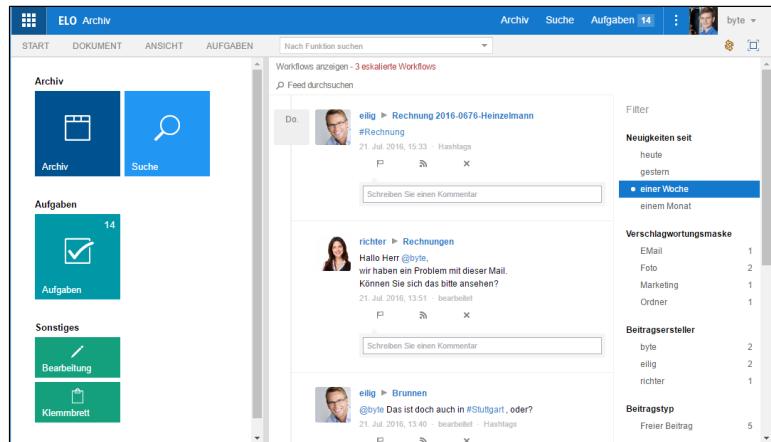 ELO Archiv
Archiv Suche Aufgaben 14 byte
START DOKUMENT ANSICHT AUFGABEN Nach Funktion suchen
Archiv
Archiv
Suche
Aufgaben
14
Aufgaben
Sonstiges
Bearbeitung
Klemmbrett
Workflows anzeigen - 3 eskalierte Workflows
Feed durchsuchen
Do.
eilig Rechnung 2016-0676-Heinzelmann
#Rechnung
21. Jul. 2016, 15:33 · Hashtags
Schreiben Sie einen Kommentar
richter Rechnungen
Hallo Herr @byte,
wir haben ein Problem mit dieser Mail.
Können Sie sich das bitte ansehen?
21. Jul. 2016, 13:51 · bearbeitet
Schreiben Sie einen Kommentar
eilig Brunnen
@byte Das ist doch auch in #Stuttgart , oder?
21. Jul. 2016, 13:40 · bearbeitet · Hashtags
Filter
Neuigkeiten seit
heute
gestern
einer Woche
einem Monat
Verschlagwortungsmaske
EMail 1
Foto 2
Marketing 1
Ordner 1
Beitragsersteller
byte 2
eilig 2
richter 1
Beitragstyp
Freier Beitrag 5